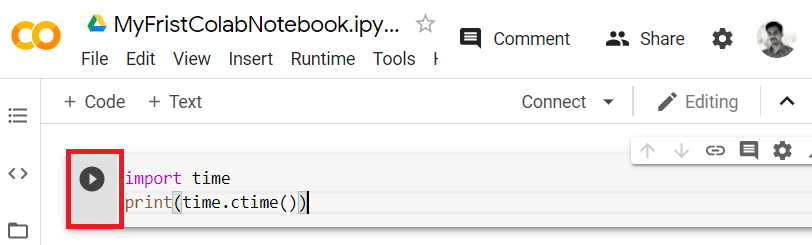 MyFristColabNotebook.ipy...
Comment
Share
File Edit View Insert Runtime Tools
+ Code + Text
Connect
Editing
import time
print(time.ctime())